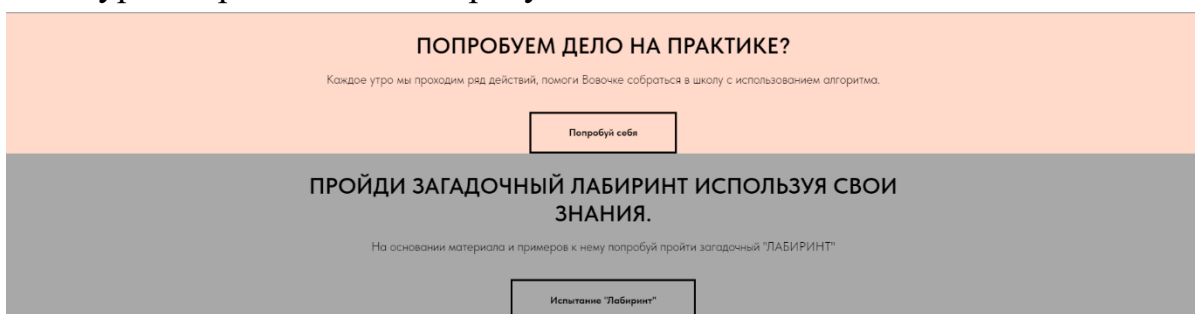 ПОПРОБУЕМ ДЕЛО НА ПРАКТИКЕ?
Каждое утро мы проходим ряд действий, помоги Вовочке собраться в школу с использованием алгоритма.
Попробуй себя
ПРОЙДИ ЗАГАДОЧНЫЙ ЛАБИРИНТ ИСПОЛЬЗУЯ СВОИ
ЗНАНИЯ.
На основании материала и примеров к нему попробуй пройти загадочный "ЛАБИРИНТ"
Испытание "Лабиринт"